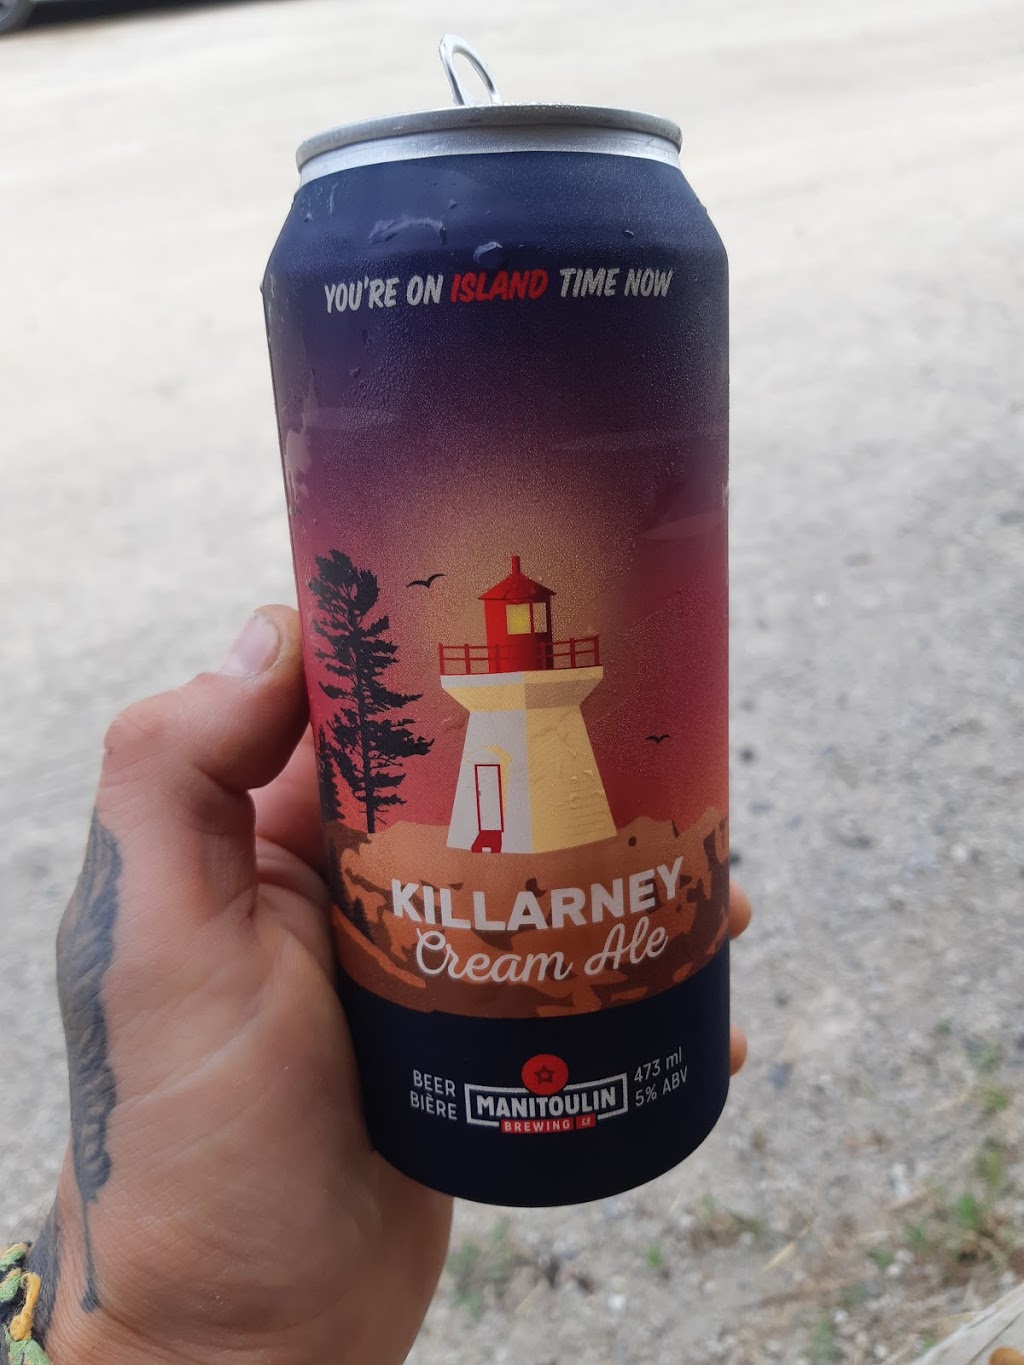 YOU'RE ON ISLAND TIME NOW
KILLARNEY
Cream Ale
BEER
BIÈRE
MANITOULIN
BREWING
473 ml
5% ABV